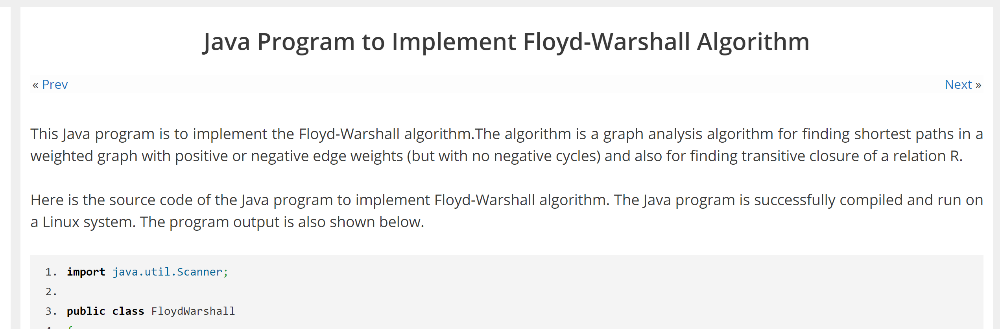 Java Program to Implement Floyd-Warshall Algorithm
« Prev
Next »
This Java program is to implement the Floyd-Warshall algorithm.The algorithm is a graph analysis algorithm for finding shortest paths in a
weighted graph with positive or negative edge weights (but with no negative cycles) and also for finding transitive closure of a relation R.
Here is the source code of the Java program to implement Floyd-Warshall algorithm. The Java program is successfully compiled and run on
a Linux system. The program output is also shown below.
1. import java.util.Scanner;
2.
3. public class FloydWarshall